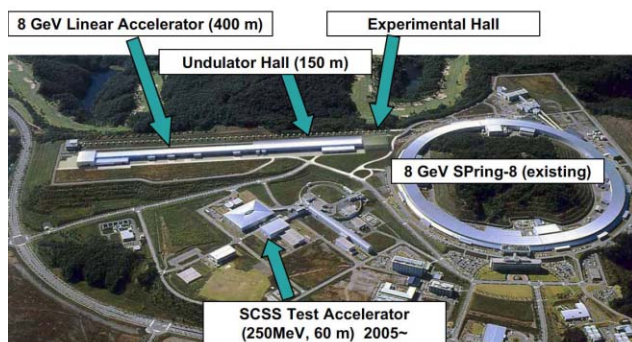 8 GeV Linear Accelerator (400 m)
Experimental Hall
Undulator Hall (150 m)
8 GeV SPring-8 (existing)
SCSS Test Accelerator
(250MeV, 60 m)  2005~